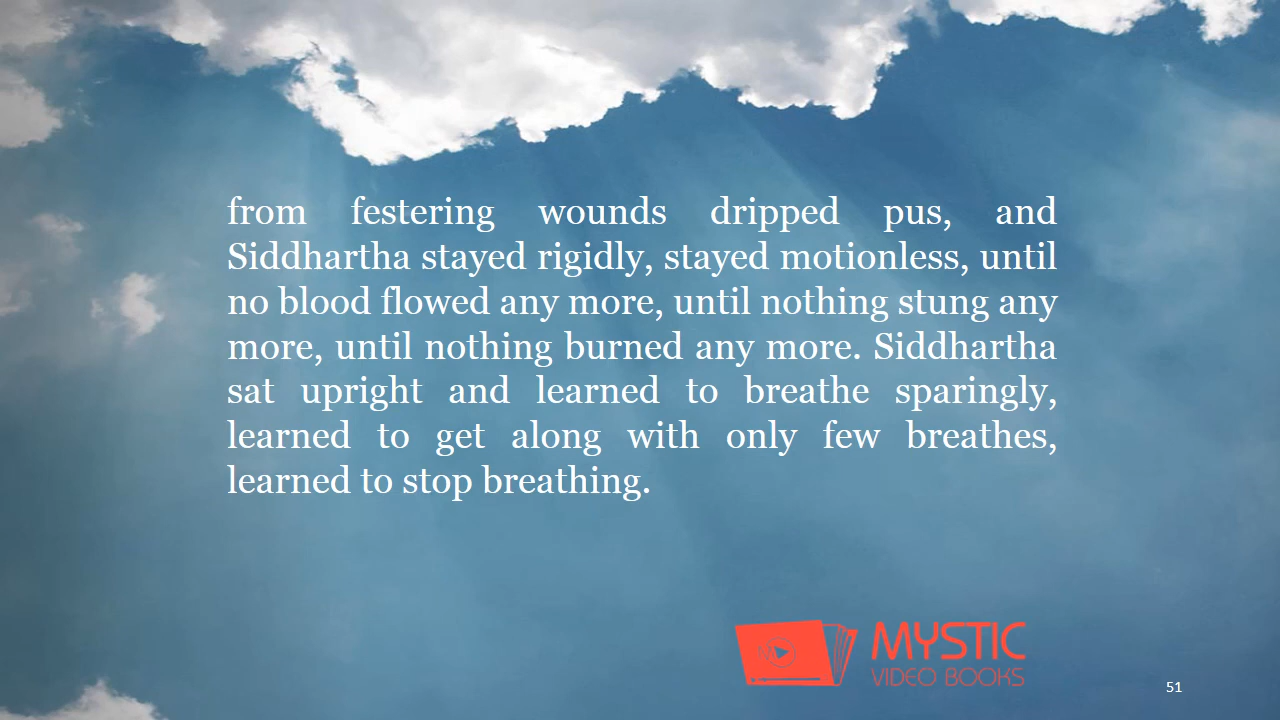 from festering wounds dripped pus, and
Siddhartha stayed rigidly, stayed motionless, until
no blood flowed any more, until nothing stung any
more, until nothing burned any more. Siddhartha
sat upright and learned to breathe sparingly,
learned to get along with only few breathes,
learned to stop breathing.
MYSTIC
VIDEO BOOKS
51